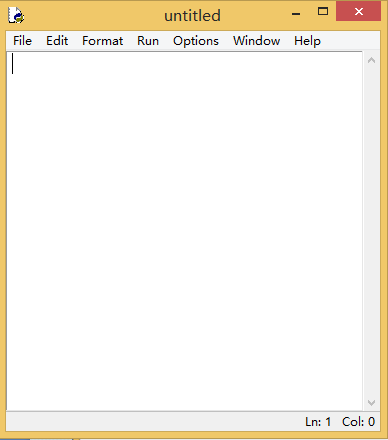 untitled
File Edit Format Run Options Window Help
Ln: 1 Col: 0